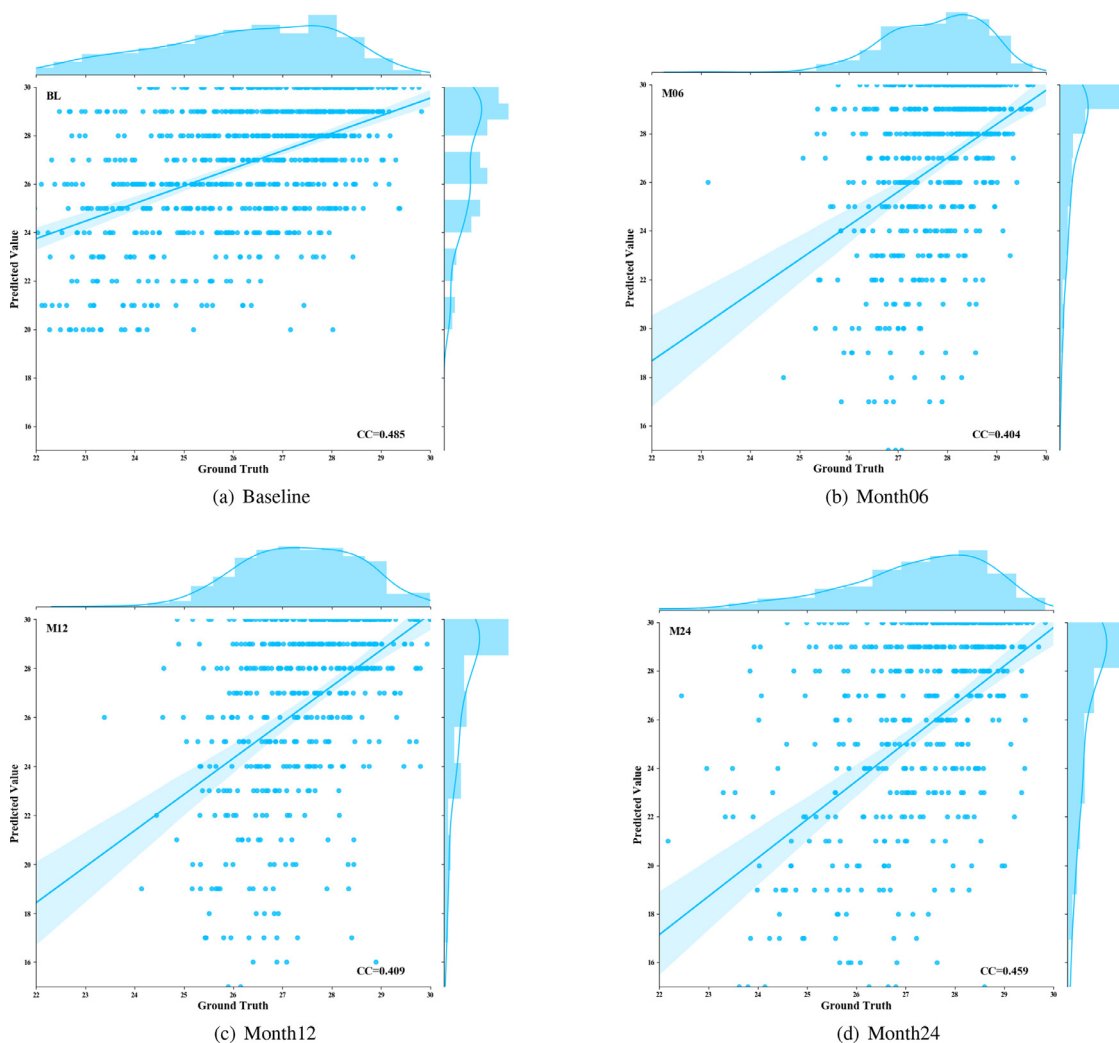 BL
30
28
26
24
22
20
18
16
Predicted Value
CC=0.485
22 23 24 25 26 27 28 29 30
Ground Truth
(a) Baseline
M06
30
28
26
24
22
20
18
16
Predicted Value
CC=0.404
22 23 24 25 26 27 28 29 30
Ground Truth
(b) Month06
M12
30
28
26
24
22
20
18
16
Predicted Value
CC=0.409
22 23 24 25 26 27 28 29 30
Ground Truth
(c) Month12
M24
30
28
26
24
22
20
18
16
Predicted Value
CC=0.459
22 23 24 25 26 27 28 29 30
Ground Truth
(d) Month24